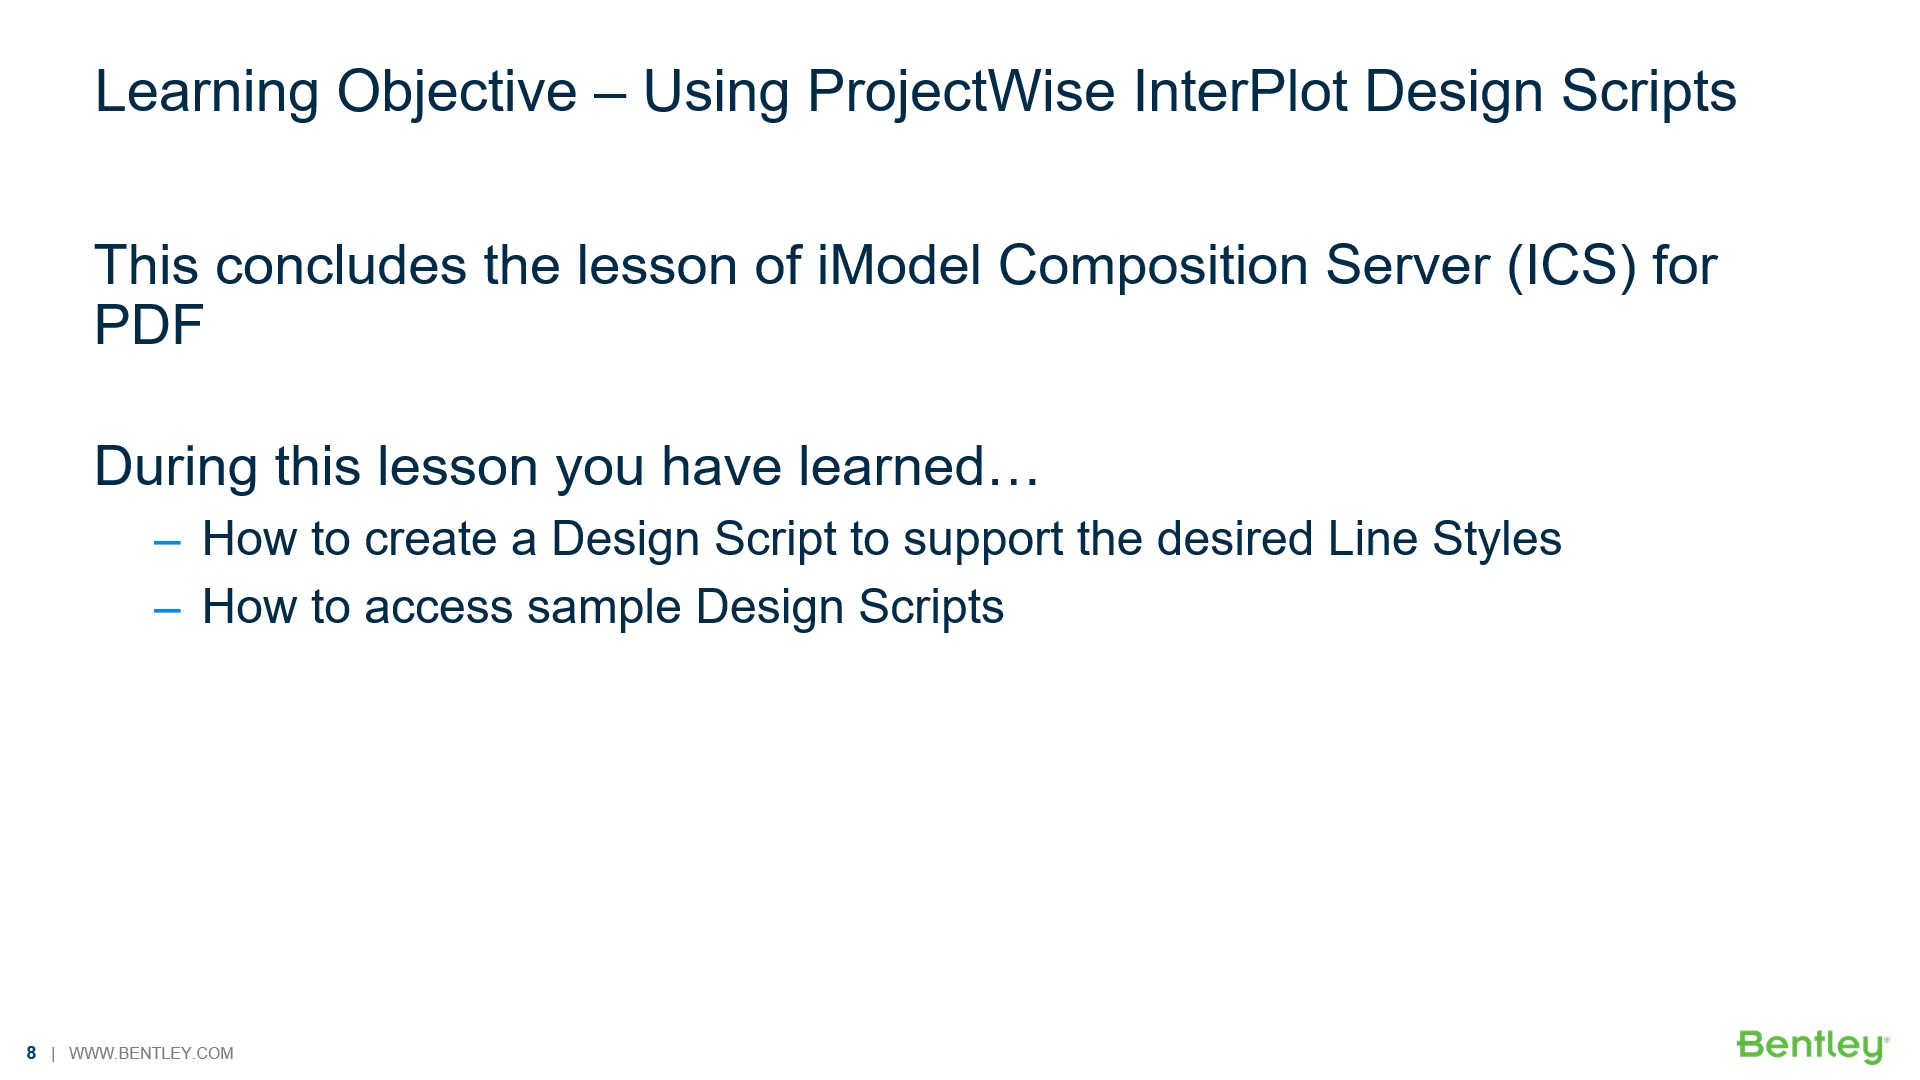 Learning Objective – Using ProjectWise InterPlot Design Scripts
This concludes the lesson of iModel Composition Server (ICS) for
PDF
During this lesson you have learned…
– How to create a Design Script to support the desired Line Styles
– How to access sample Design Scripts
8 | WWW.BENTLEY.COM
Bentley®